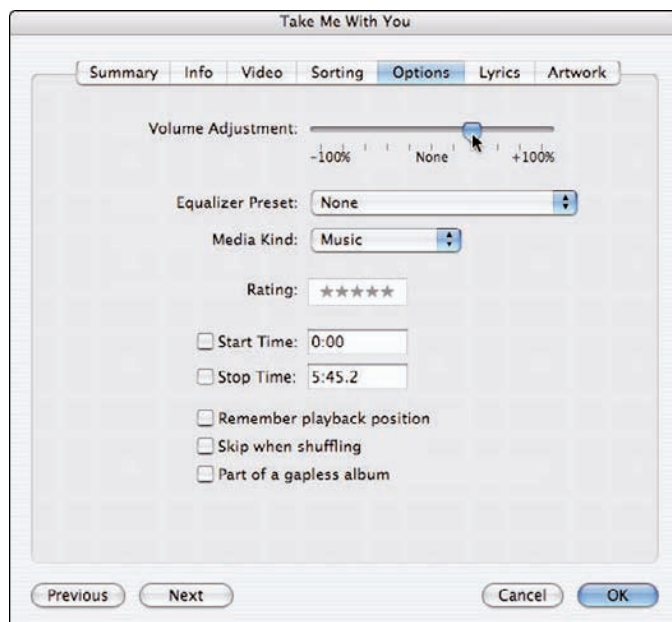 Take Me With You
Summary Info Video Sorting Options Lyrics Artwork
Volume Adjustment:
-100% None +100%
Equalizer Preset: None
Media Kind: Music
Rating: ★★★★★
Start Time: 0:00
Stop Time: 5:45.2
Remember playback position
Skip when shuffling
Part of a gapless album
Previous Next Cancel OK